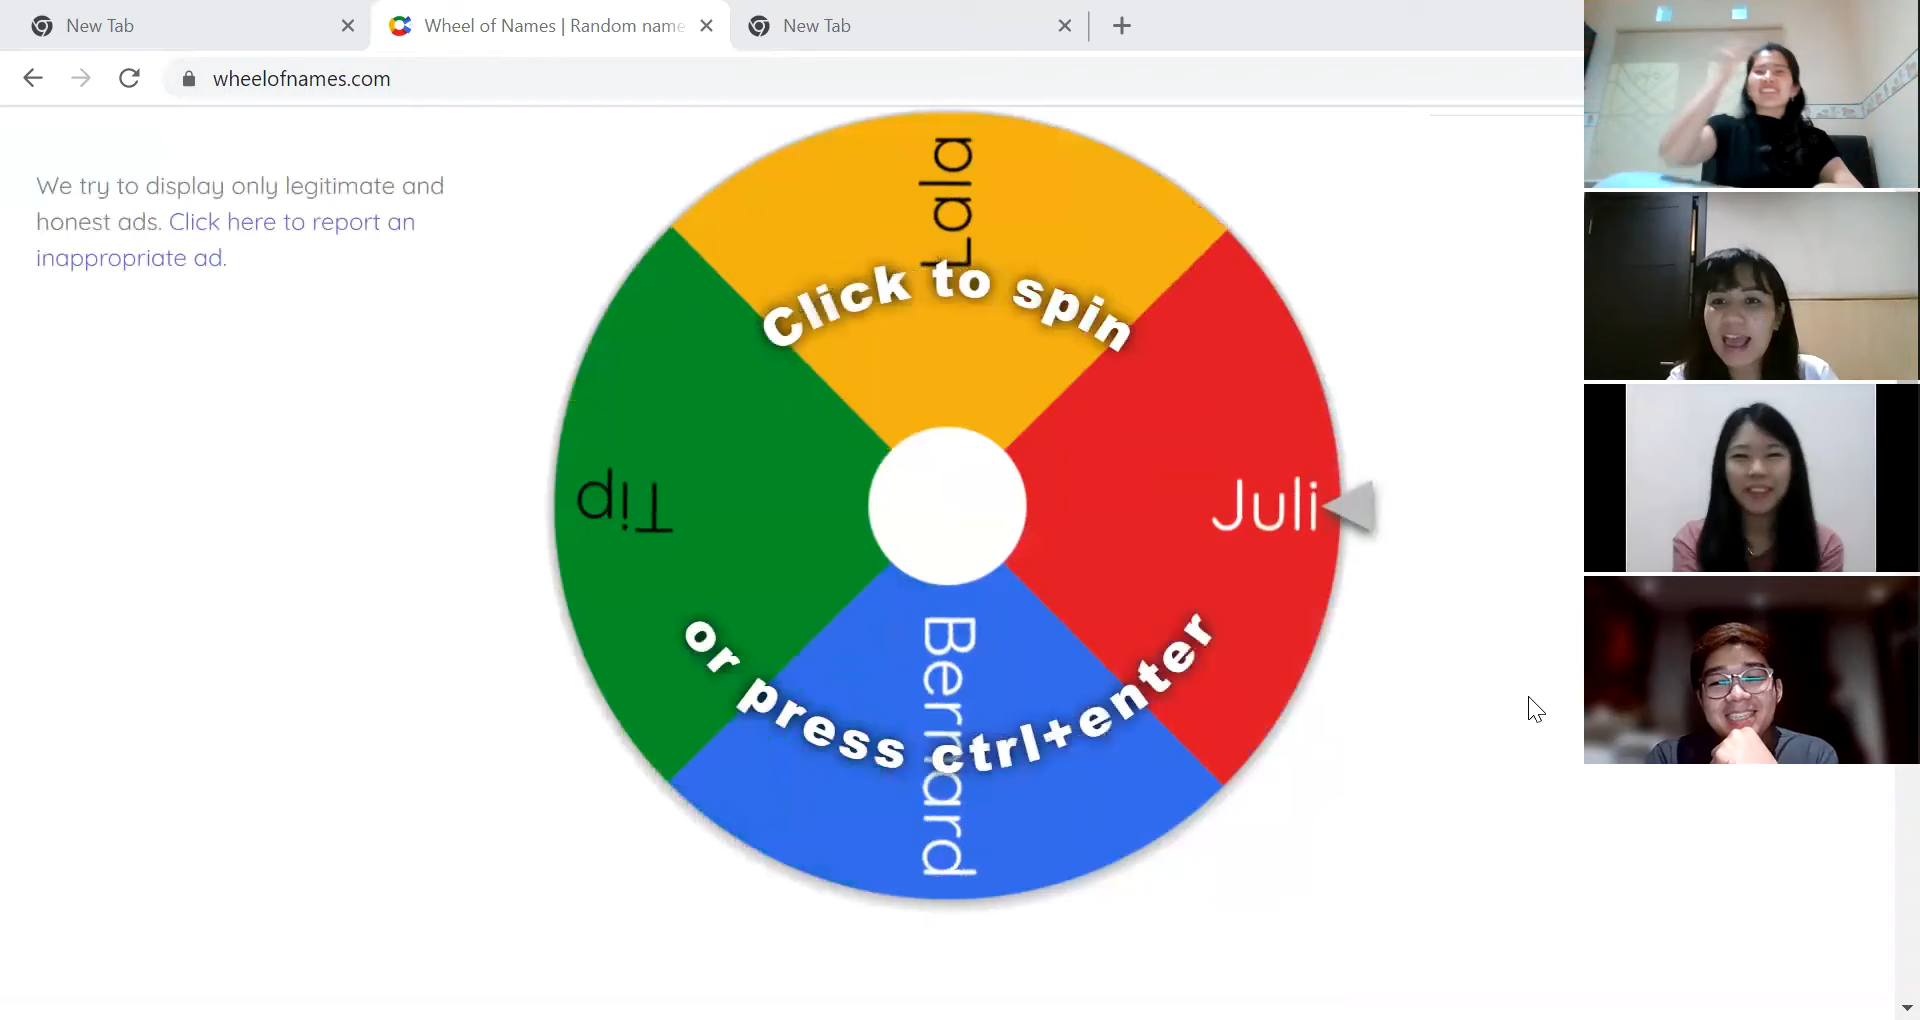 New Tab
Wheel of Names | Random name
New Tab
wheelofnames.com
We try to display only legitimate and
honest ads. Click here to report an
inappropriate ad.
Lala
Click to spin
Tip
Juli
or press ctrl+enter
Bernard